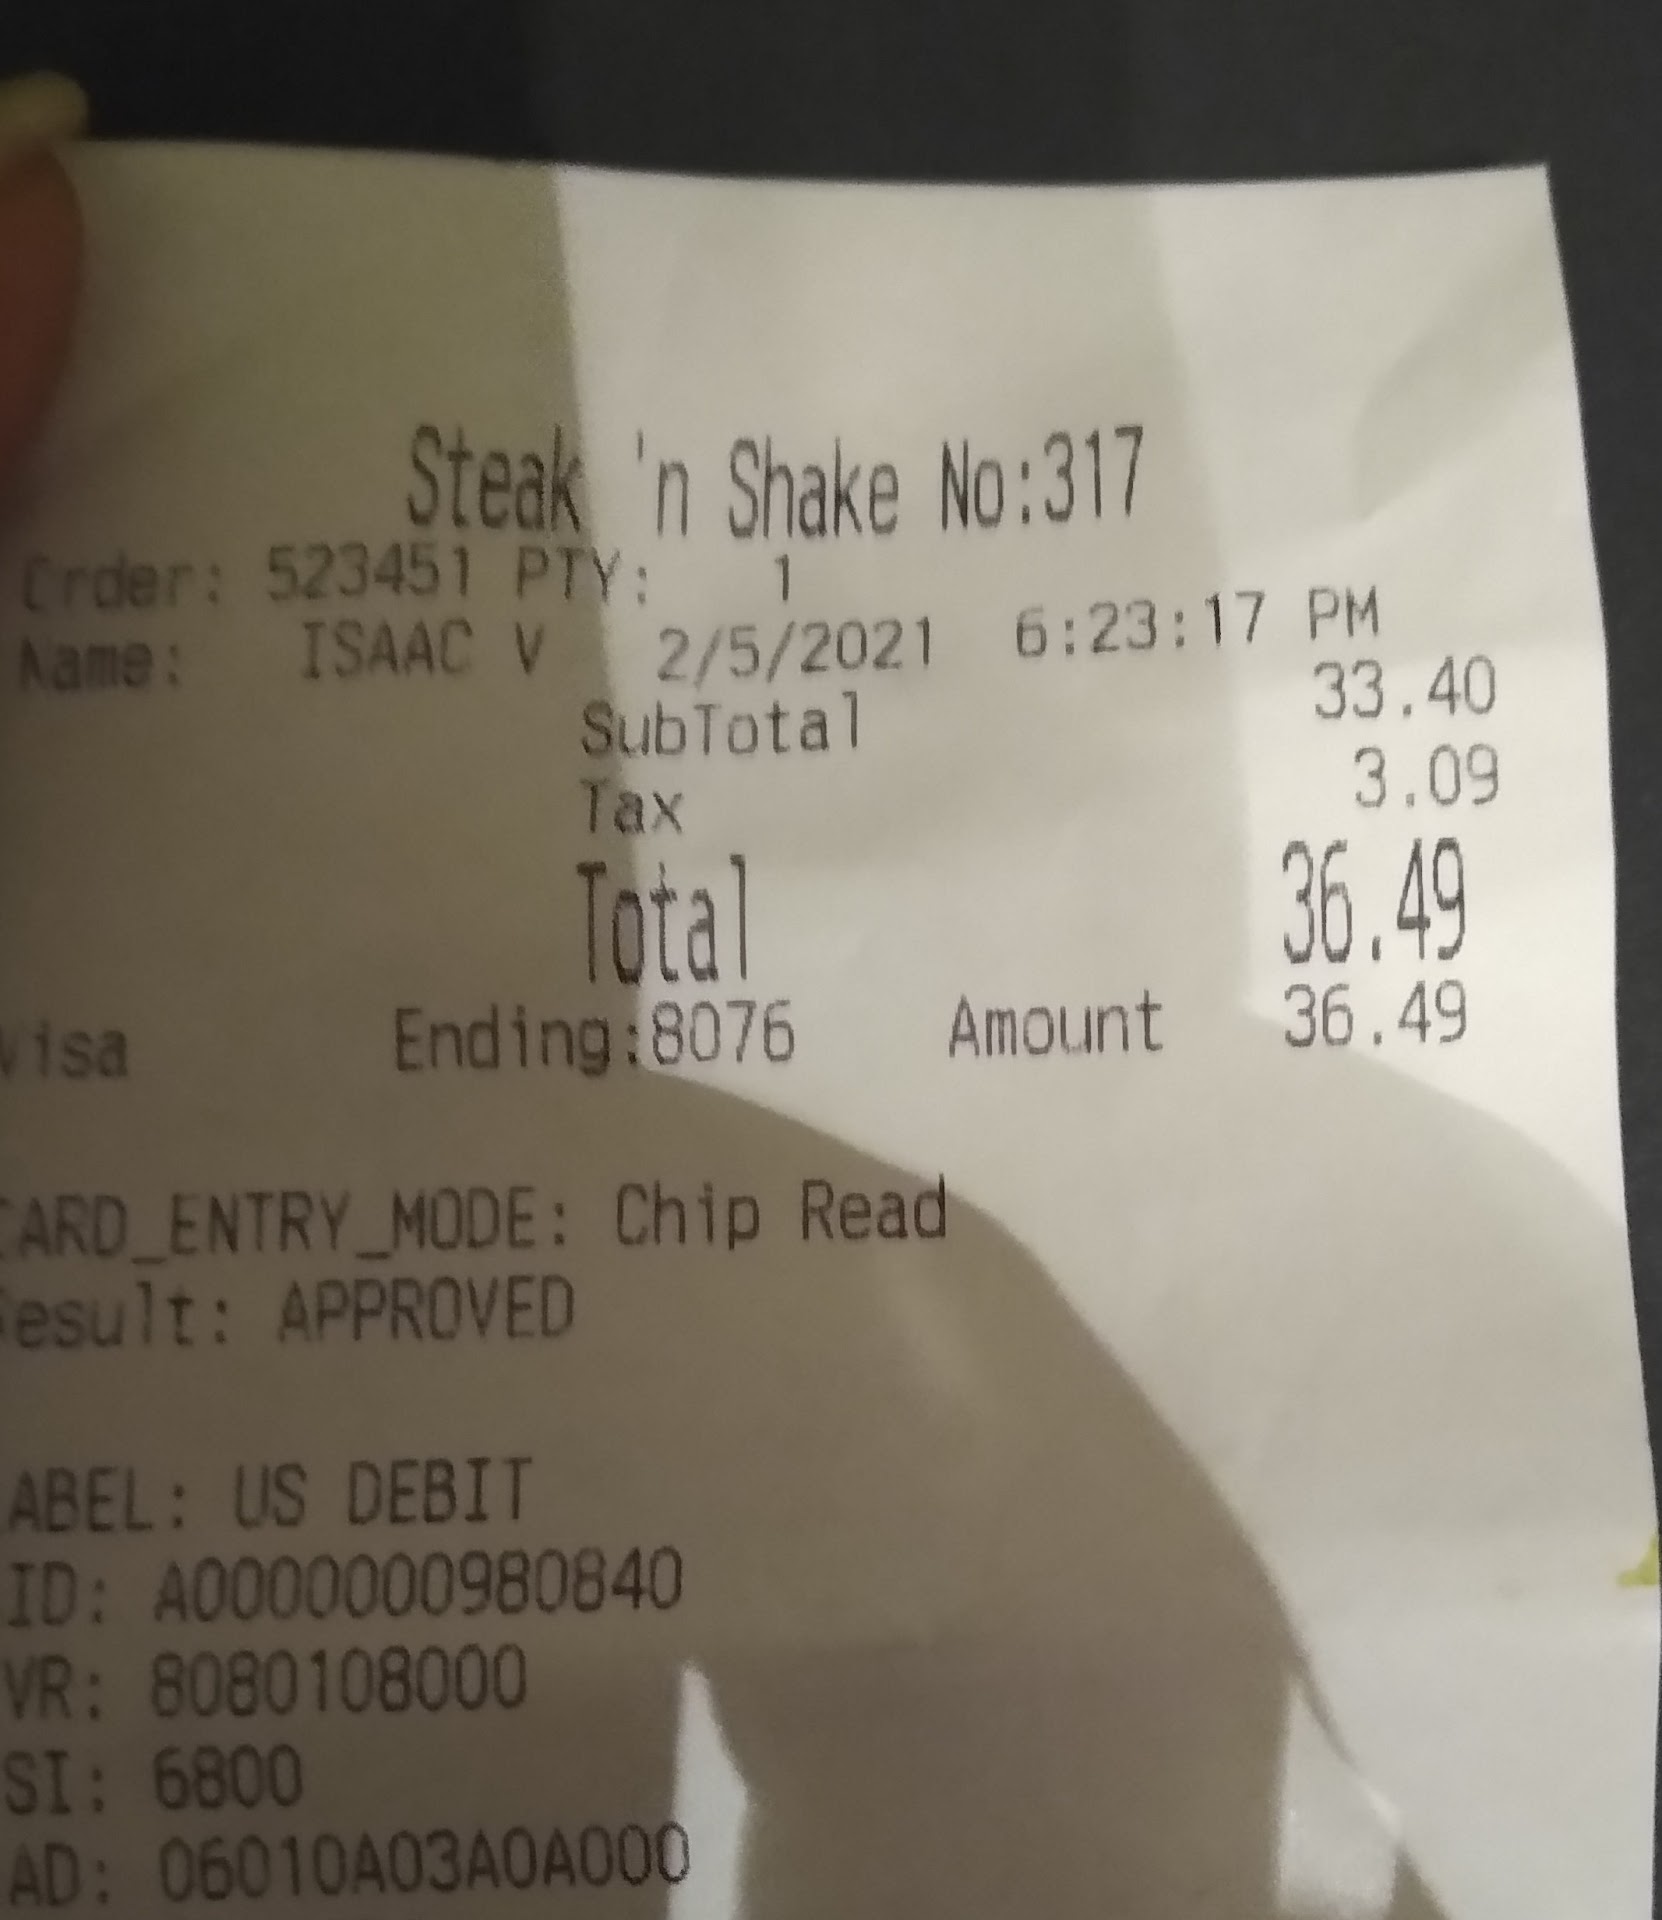 Steak 'n Shake No:317
Order: 523451 PTY: 1
Name: ISAAC V 2/5/2021 6:23:17 PM
SubTotal 33.40
Tax 3.09
Total 36.49
Visa Ending:8076 Amount 36.49
CARD_ENTRY_MODE: Chip Read
Result: APPROVED
ABEL: US DEBIT
ID: A0000000980840
VR: 8080108000
SI: 6800
AD: 06010A03A0A000